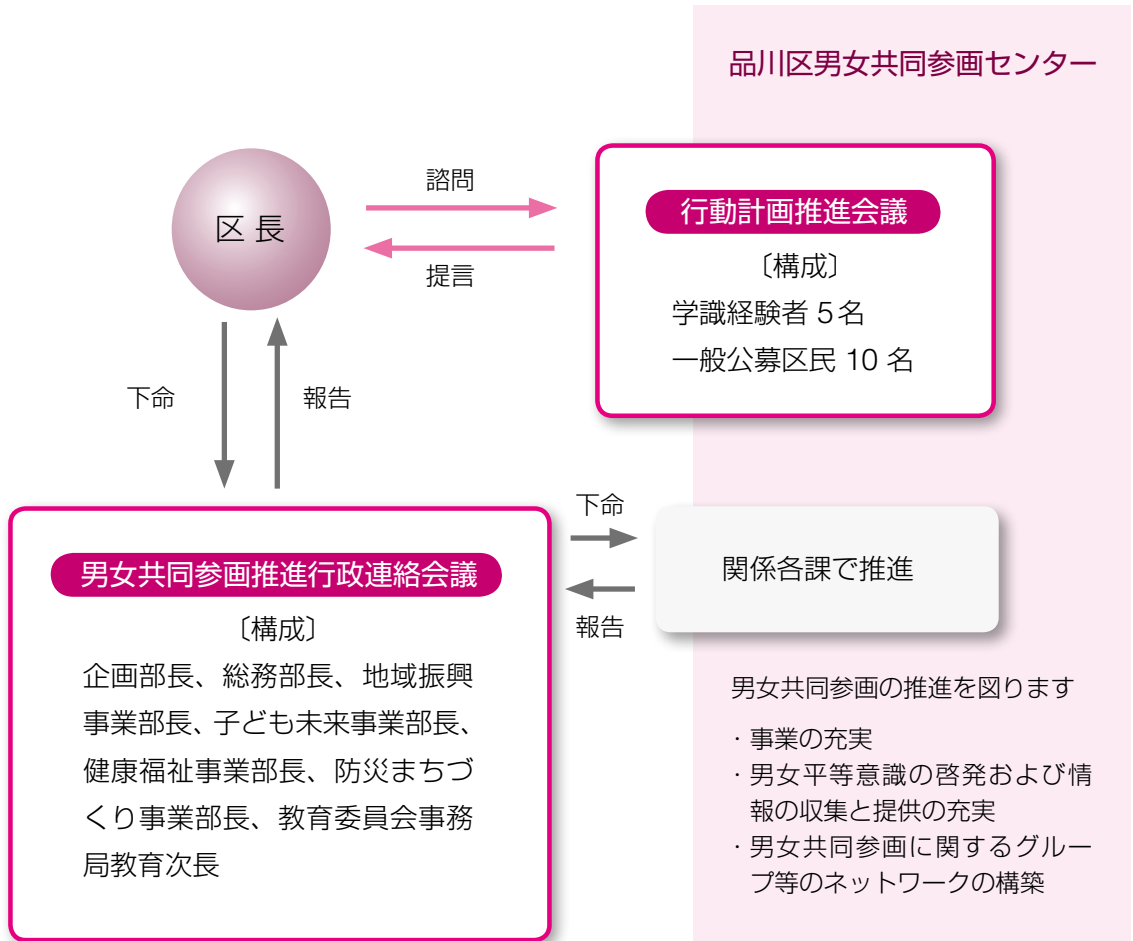 品川区男女共同参画センター
区長
諮問
提言
行動計画推進会議
〔構成〕
学識経験者 5名
一般公募区民 10 名
下命
報告
男女共同参画推進行政連絡会議
〔構成〕
企画部長、総務部長、地域振興
事業部長、子ども未来事業部長、
健康福祉事業部長、防災まちづ
くり事業部長、教育委員会事務
局教育次長
下命
報告
関係各課で推進
男女共同参画の推進を図ります
・事業の充実
・男女平等意識の啓発および情
報の収集と提供の充実
・男女共同参画に関するグルー
プ等のネットワークの構築